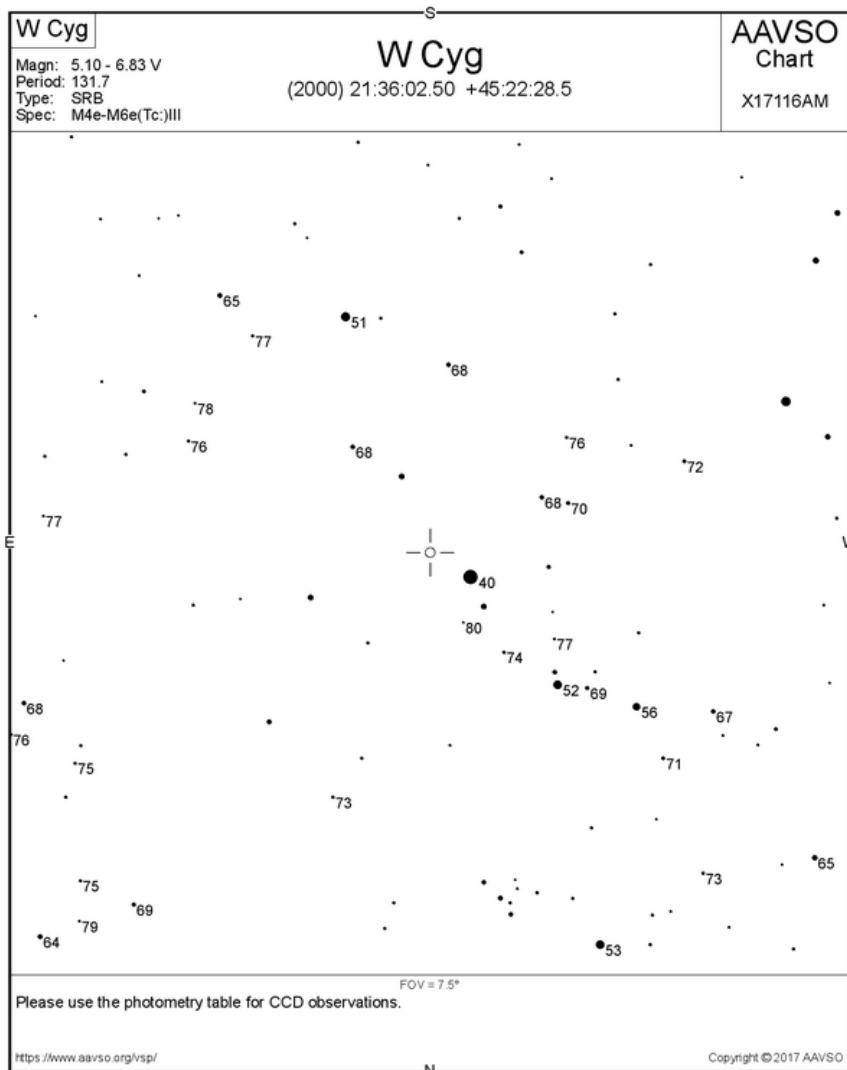 S
W Cyg
Magn: 5.10 - 6.83 V
Period: 131.7
Type: SRB
Spec: M4e-M6e(Tc:)III
W Cyg
(2000) 21:36:02.50 +45:22:28.5
AAVSO
Chart
X17116AM
65
51
77
68
78
76
68
76
72
68
70
77
E
W
40
80
77
74
52
69
68
56
67
76
75
71
73
65
73
75
69
79
64
53
FOV = 7.5°
Please use the photometry table for CCD observations.
https://www.aavso.org/vsp/
Copyright © 2017 AAVSO
N